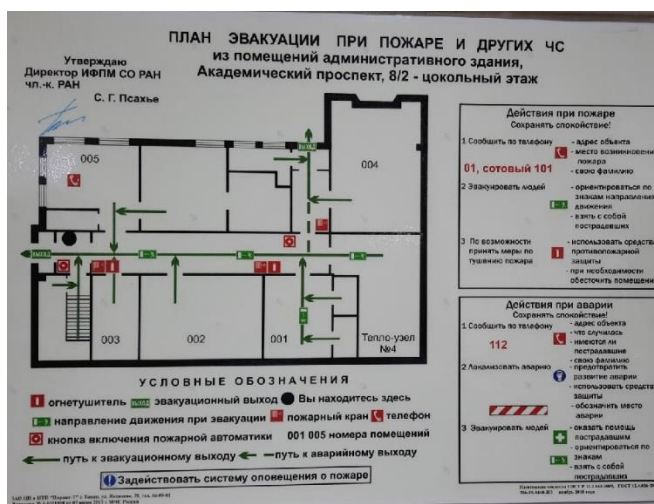 ПЛАН ЭВАКУАЦИИ ПРИ ПОЖАРЕ И ДРУГИХ ЧС
из помещений административного здания,
Академический проспект, 8/2 - цокольный этаж
Утверждаю
Директор ИФПМ СО РАН
чл.-к. РАН
С. Г. Псахье
005
ВЫХОД
004
ВЫХОД
003
002
001
Тепло-узел
№4
УСЛОВНЫЕ ОБОЗНАЧЕНИЯ
огнетушитель ВЫХОД эвакуационный выход Вы находитесь здесь
направление движения при эвакуации пожарный кран телефон
кнопка включения пожарной автоматики 001 005 номера помещений
путь к эвакуационному выходу путь к аварийному выходу
Задействовать систему оповещения о пожаре
Действия при пожаре
Сохранять спокойствие!
1 Сообщить по телефону
01, сотовый 101
- адрес объекта
- место возникновения
пожара
- свою фамилию
2 Эвакуировать людей
- ориентироваться по
знакам направления
движения
- взять с собой
пострадавших
3 По возможности
принять меры по
тушению пожара
- использовать средства
противопожарной
защиты
- при необходимости
обесточить помещение
Действия при аварии
Сохранять спокойствие!
1 Сообщить по телефону
112
- адрес объекта
- что случилось
- имеются ли
пострадавшие
- свою фамилию
2 Локализовать аварию
- предотвратить
развитие аварии
- использовать средства
защиты
- обозначить место
аварии
3 Эвакуировать людей
- оказать помощь
пострадавшим
- ориентироваться по
знакам
- взять с собой